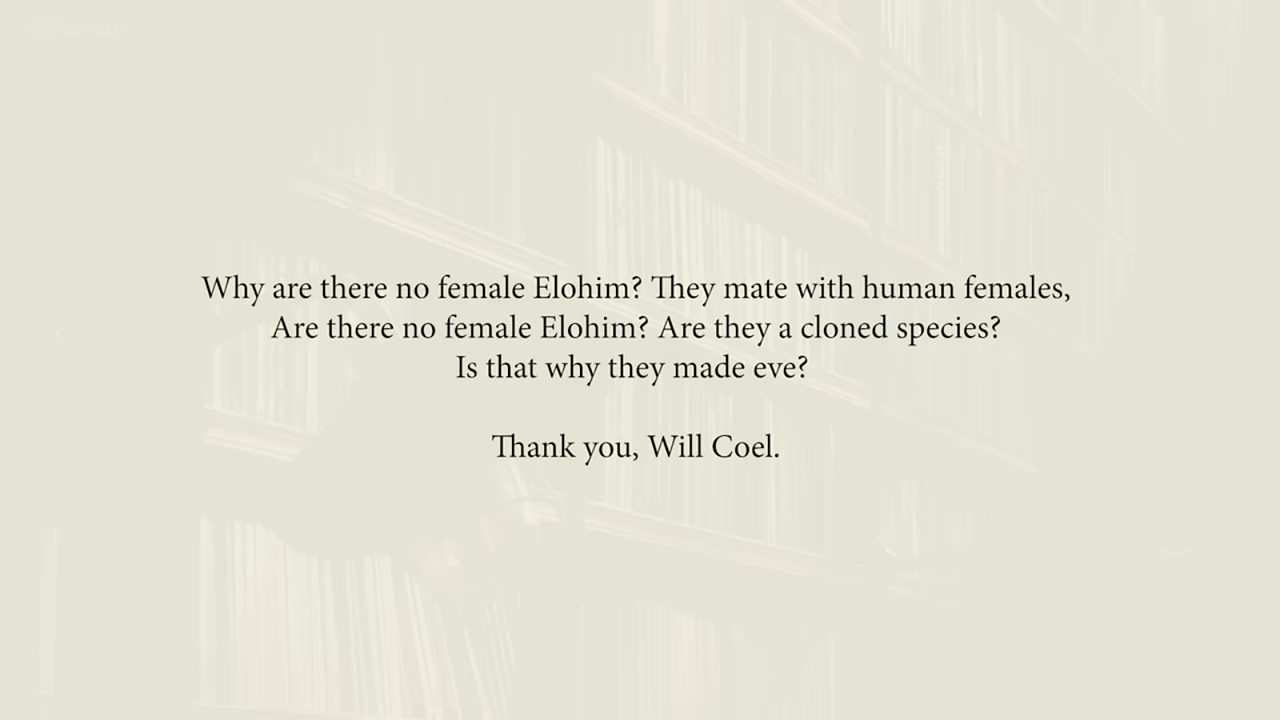 Why are there no female Elohim? They mate with human females,
Are there no female Elohim? Are they a cloned species?
Is that why they made eve?
Thank you, Will Coel.